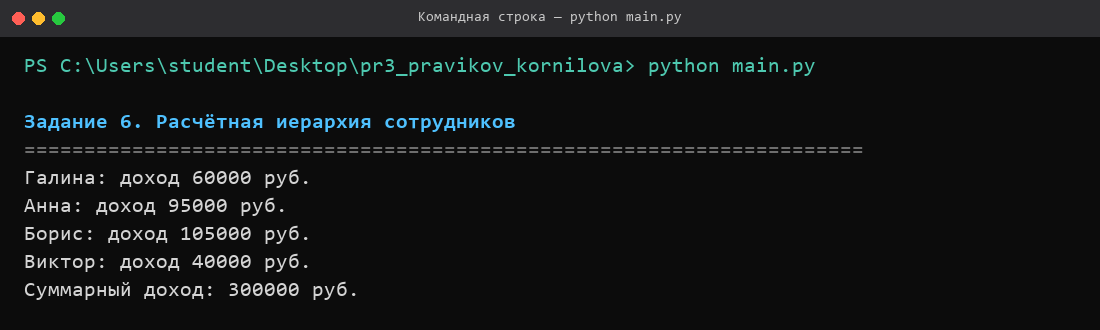 Командная строка — python main.py
PS C:\Users\student\Desktop\pr3_pravikov_kornilova> python main.py
Задание 6. Расчётная иерархия сотрудников
======================================================================
Галина: доход 60000 руб.
Анна: доход 95000 руб.
Борис: доход 105000 руб.
Виктор: доход 40000 руб.
Суммарный доход: 300000 руб.